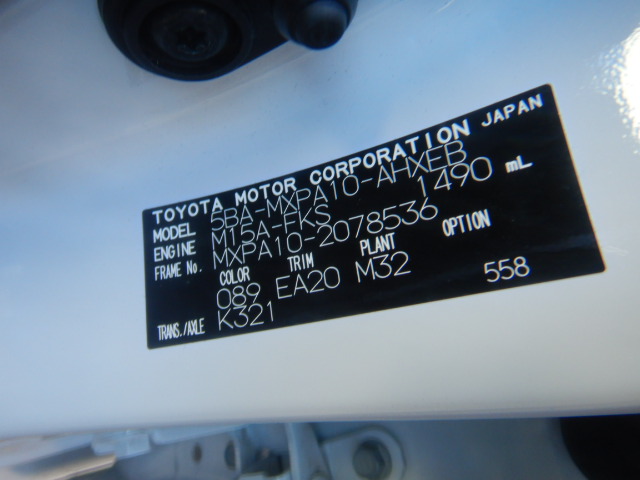 TOYOTA MOTOR CORPORATION JAPAN
MODEL 5BA-MXPA10-AHXEB
ENGINE M15A-FKS 1490 mL
FRAME No. MXPA10-2078536
COLOR TRIM PLANT OPTION
089 EA20 M32
TRANS./AXLE K321 558